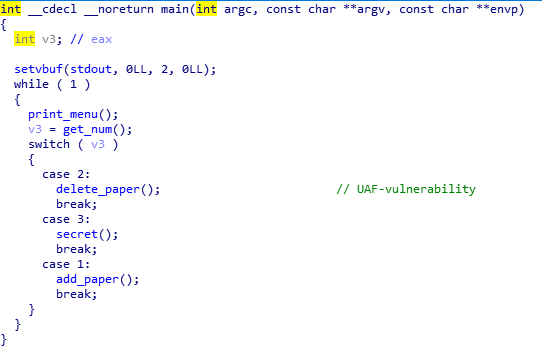 int __cdecl __noreturn main(int argc, const char **argv, const char **envp)
{
  int v3; // eax

  setvbuf(stdout, 0LL, 2, 0LL);
  while ( 1 )
  {
    print_menu();
    v3 = get_num();
    switch ( v3 )
    {
      case 2:
        delete_paper();                         // UAF-vulnerability
        break;
      case 3:
        secret();
        break;
      case 1:
        add_paper();
        break;
    }
  }
}